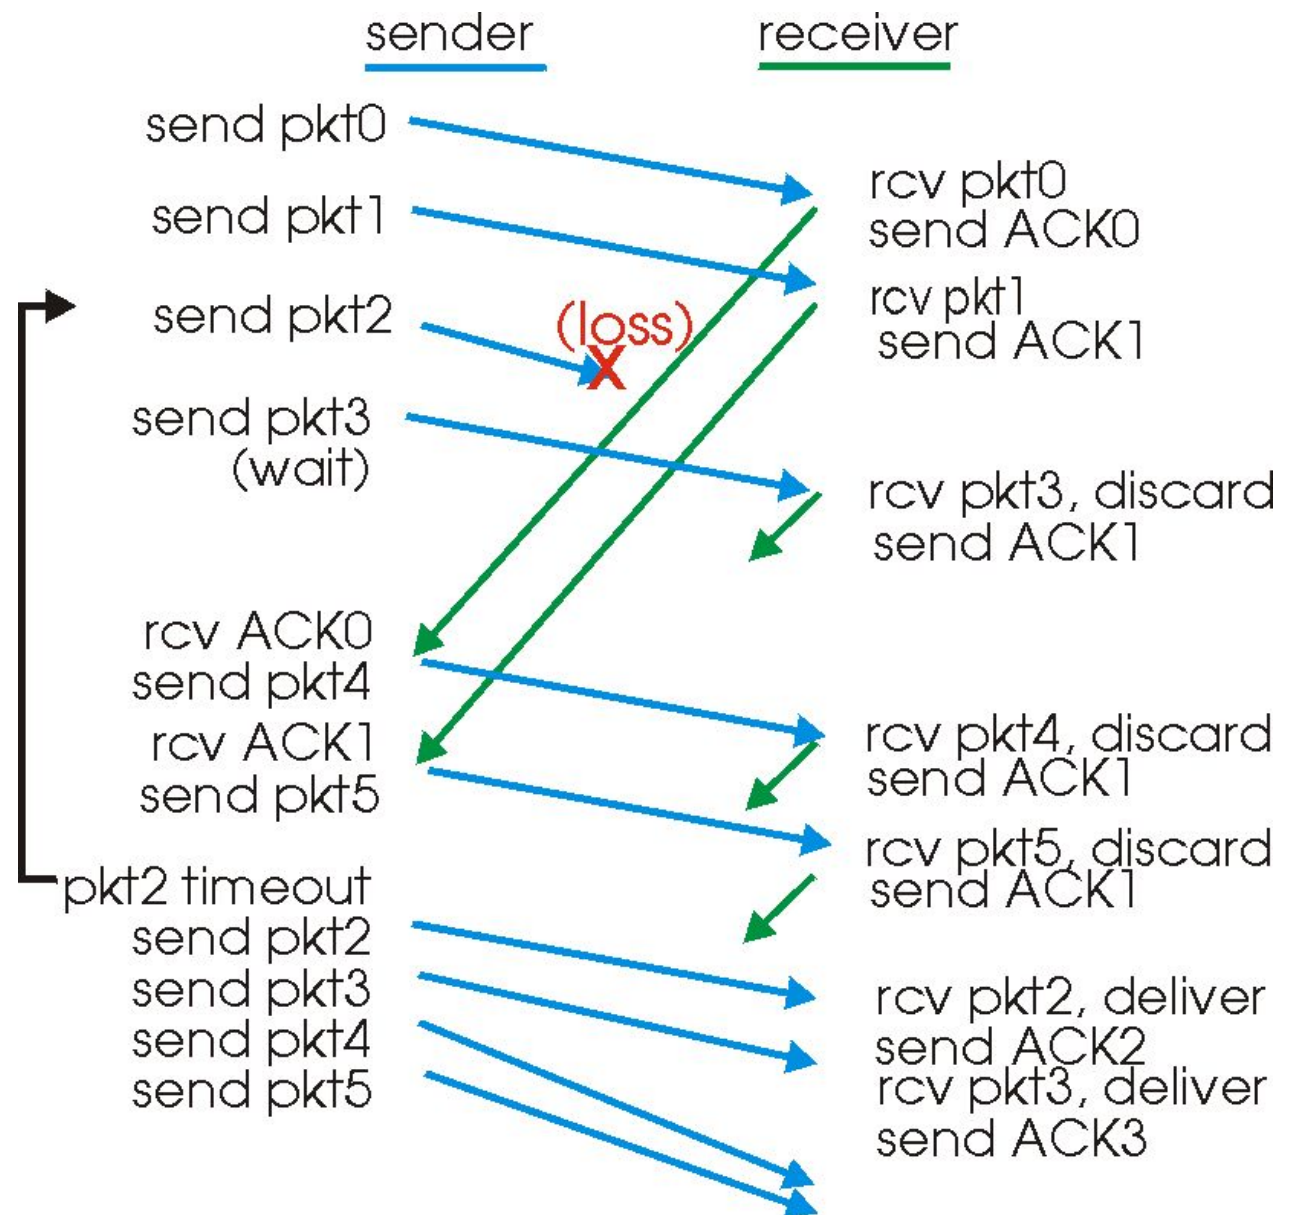 sender
receiver
send pkt0
rcv pkt0
send ACK0
send pkt1
rcv pkt1
send ACK1
send pkt2
(loss)
X
send pkt3
(wait)
rcv pkt3, discard
send ACK1
rcv ACK0
send pkt4
rcv ACK1
send pkt5
rcv pkt4, discard
send ACK1
rcv pkt5, discard
send ACK1
pkt2 timeout
send pkt2
send pkt3
send pkt4
send pkt5
rcv pkt2, deliver
send ACK2
rcv pkt3, deliver
send ACK3